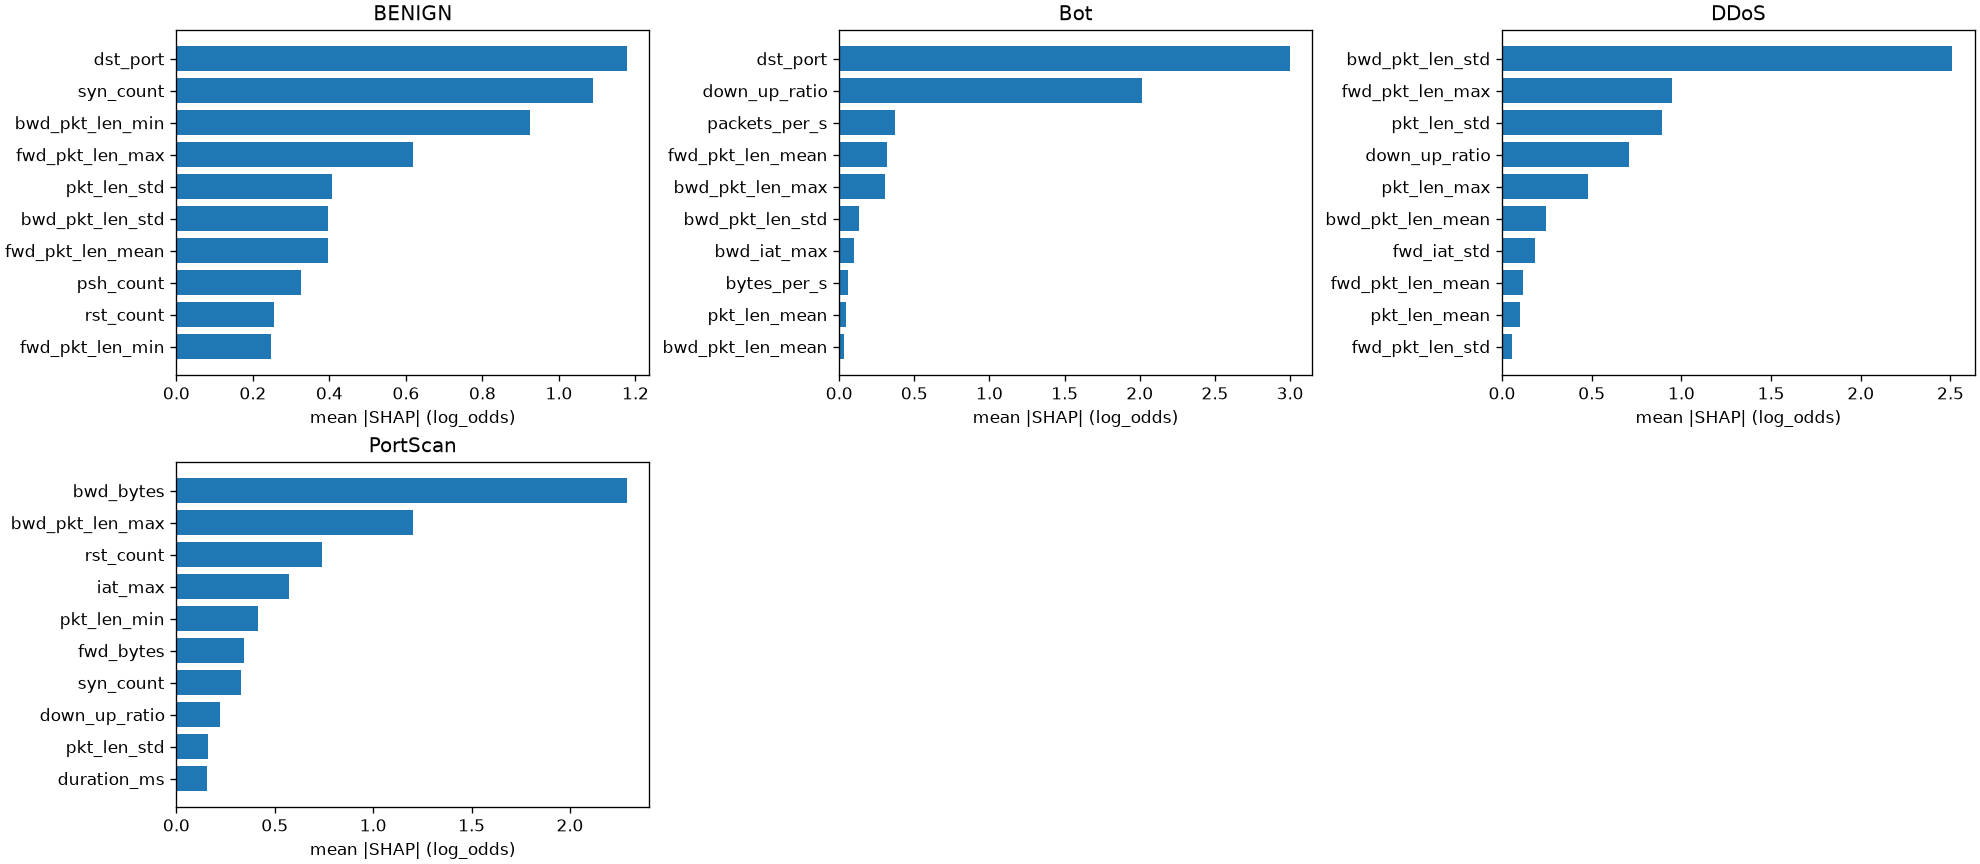 BENIGN
dst_port
syn_count
bwd_pkt_len_min
fwd_pkt_len_max
pkt_len_std
bwd_pkt_len_std
fwd_pkt_len_mean
psh_count
rst_count
fwd_pkt_len_min
0.0 0.2 0.4 0.6 0.8 1.0 1.2
mean |SHAP| (log_odds)
Bot
dst_port
down_up_ratio
packets_per_s
fwd_pkt_len_mean
bwd_pkt_len_max
bwd_pkt_len_std
bwd_iat_max
bytes_per_s
pkt_len_mean
bwd_pkt_len_mean
0.0 0.5 1.0 1.5 2.0 2.5 3.0
mean |SHAP| (log_odds)
DDoS
bwd_pkt_len_std
fwd_pkt_len_max
pkt_len_std
down_up_ratio
pkt_len_max
bwd_pkt_len_mean
fwd_iat_std
fwd_pkt_len_mean
pkt_len_mean
fwd_pkt_len_std
0.0 0.5 1.0 1.5 2.0 2.5
mean |SHAP| (log_odds)
PortScan
bwd_bytes
bwd_pkt_len_max
rst_count
iat_max
pkt_len_min
fwd_bytes
syn_count
down_up_ratio
pkt_len_std
duration_ms
0.0 0.5 1.0 1.5 2.0
mean |SHAP| (log_odds)